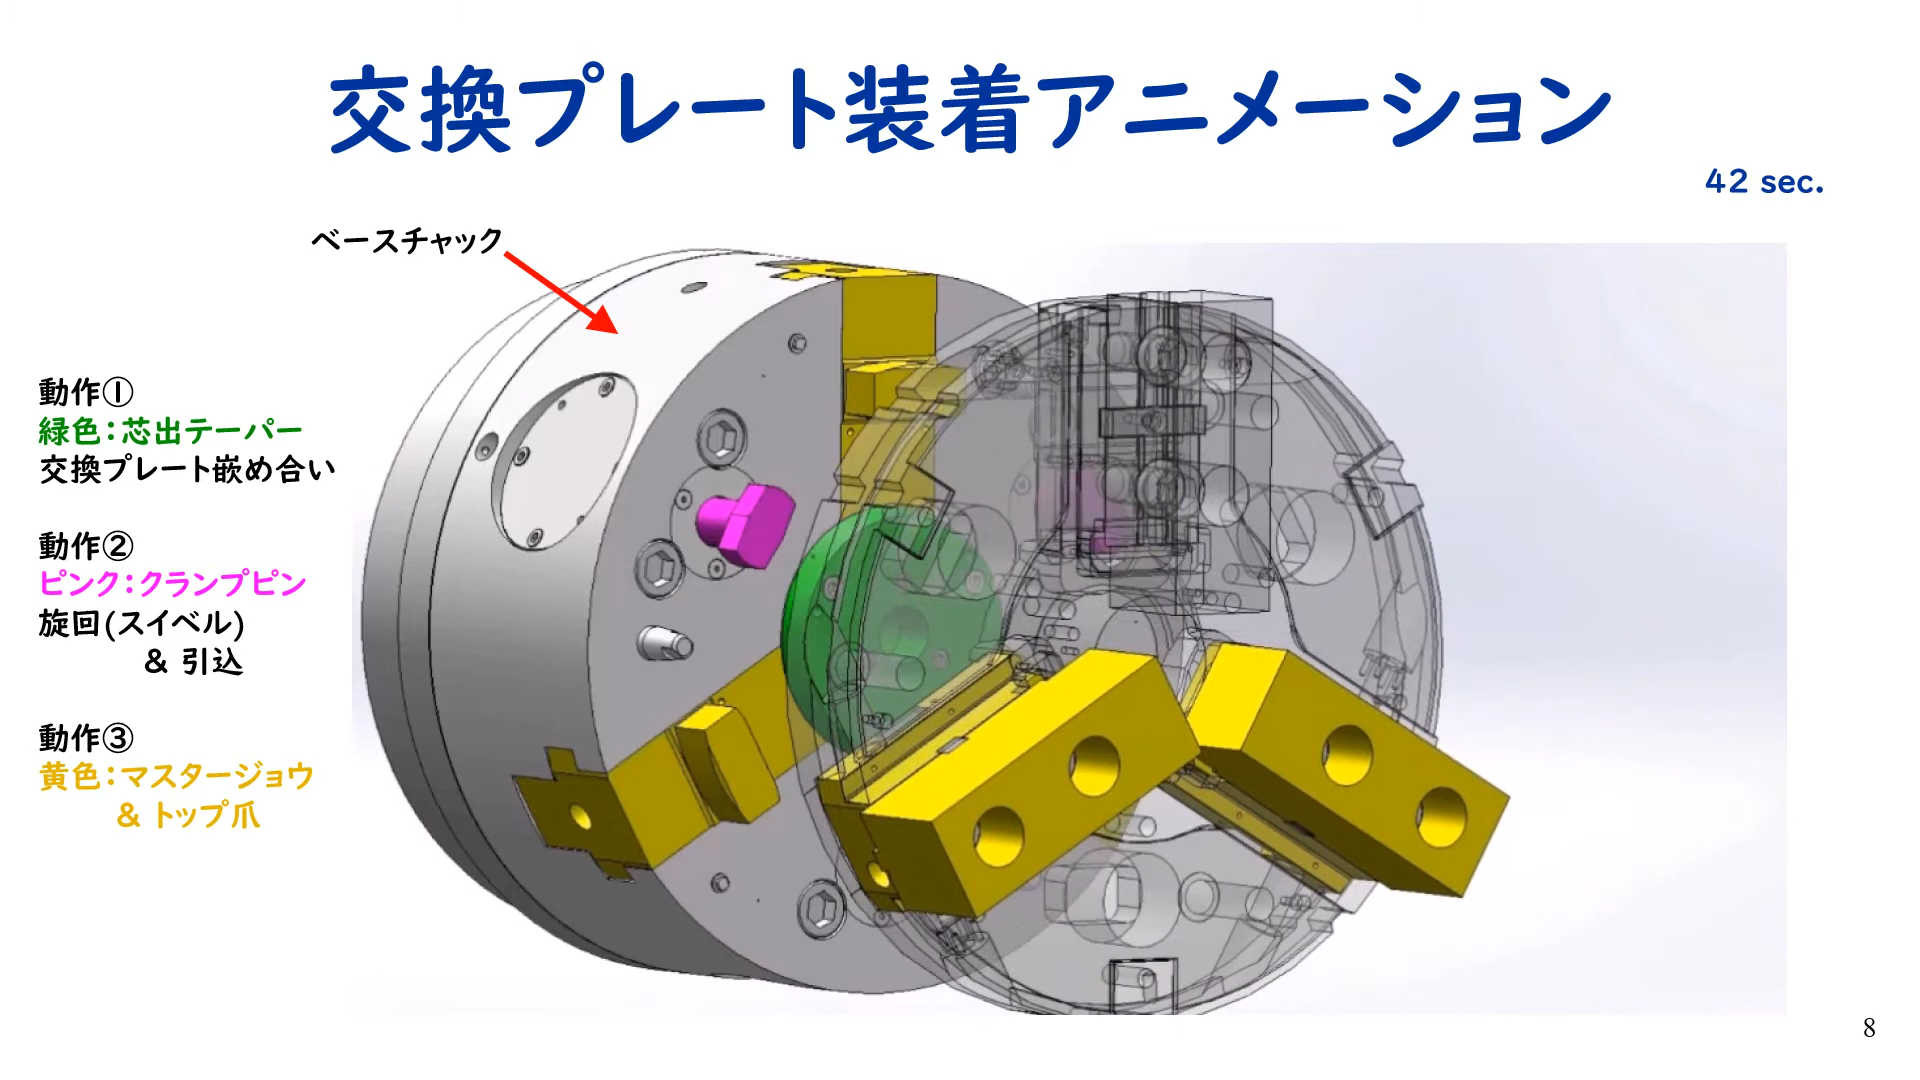 交換プレート装着アニメーション
42 sec.
ベースチャック
動作①
緑色：芯出テーパー
交換プレート嵌め合い
動作②
ピンク：クランプピン
旋回(スイベル)
& 引込
動作③
黄色：マスタージョウ
& トップ爪
8